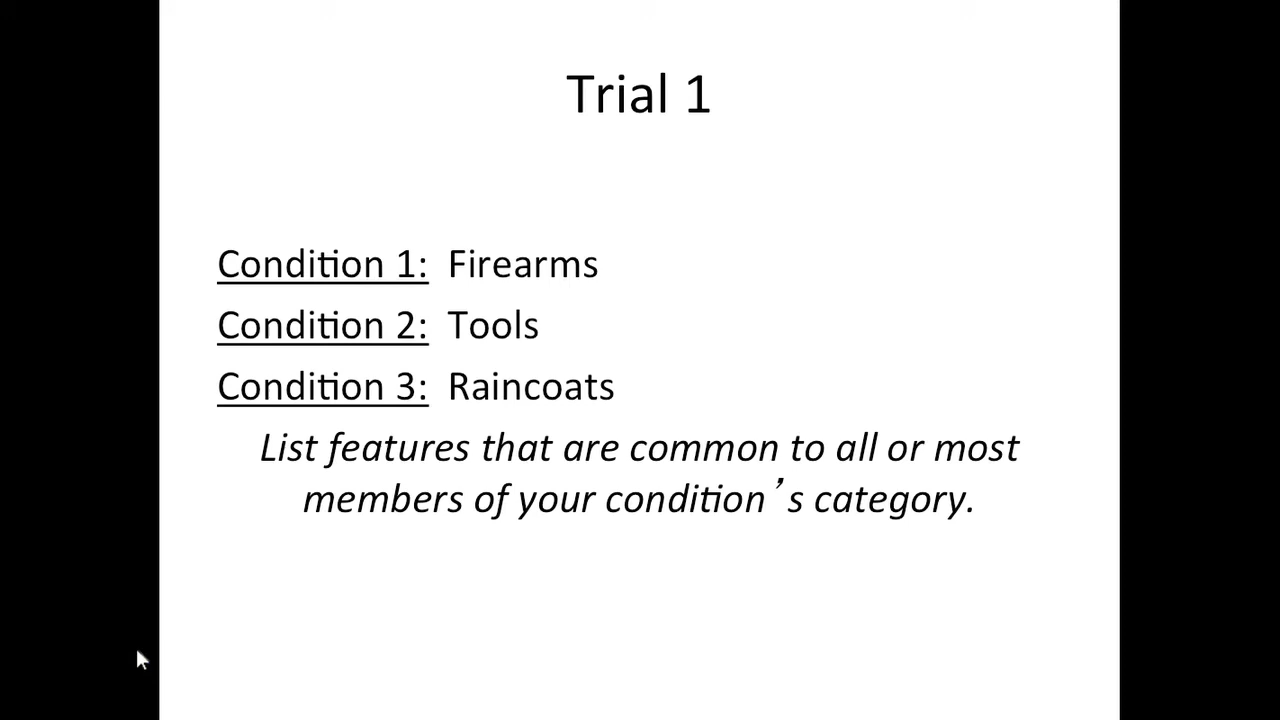 Trial 1
Condition 1: Firearms
Condition 2: Tools
Condition 3: Raincoats
List features that are common to all or most
members of your condition’s category.